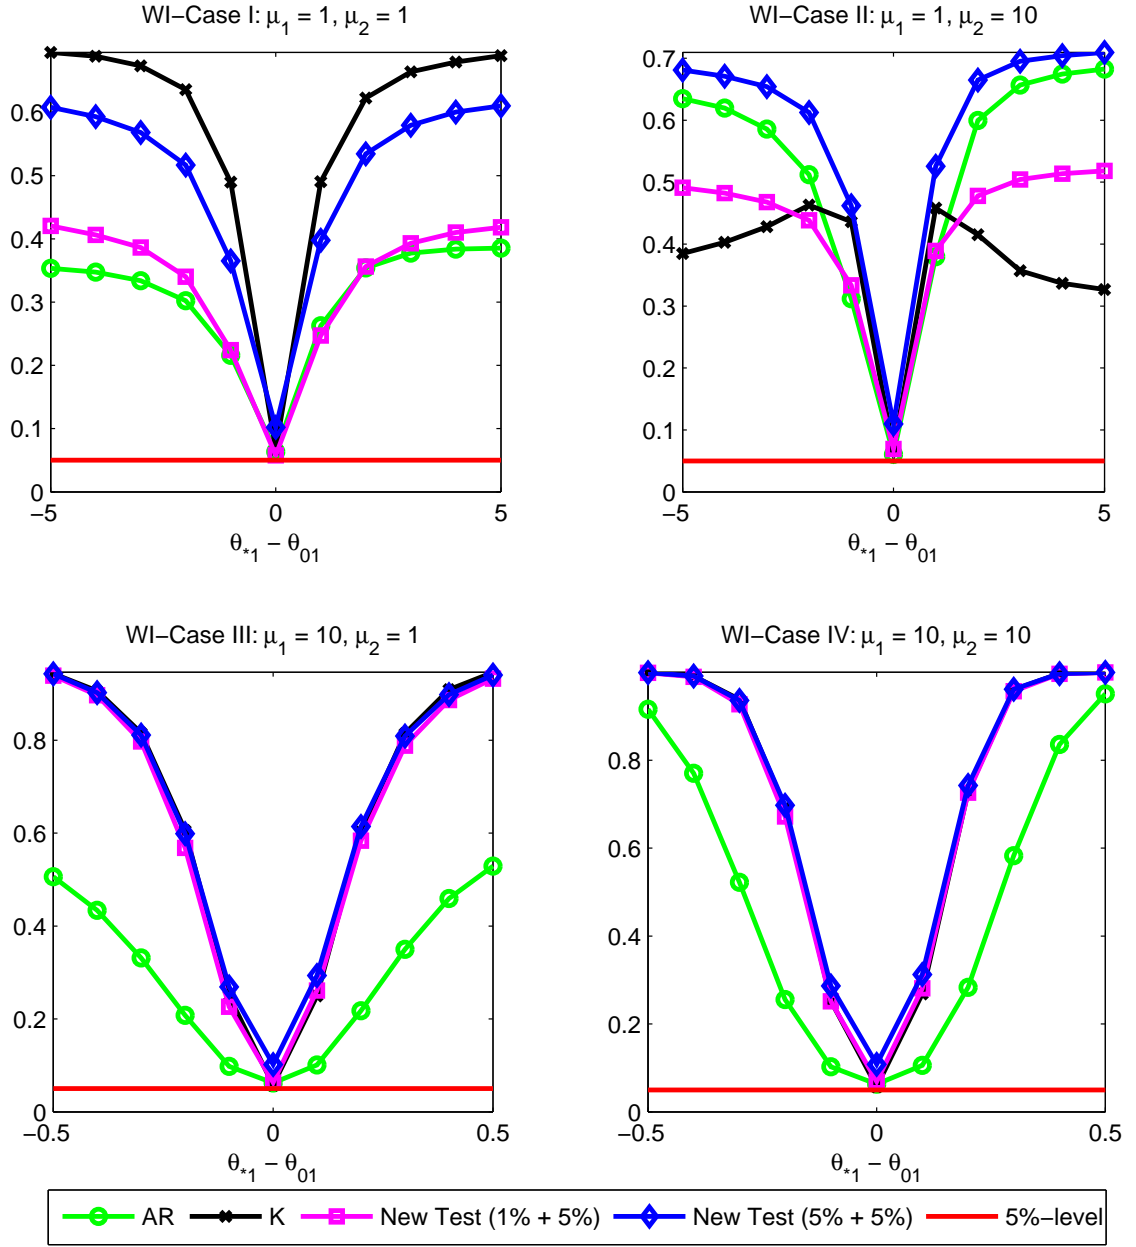 WI−Case I: μ1 = 1, μ2 = 1
0.6
0.5
0.4
0.3
0.2
0.1
0
−5
0
5
θ*1 − θ01
WI−Case II: μ1 = 1, μ2 = 10
0.7
0.6
0.5
0.4
0.3
0.2
0.1
0
−5
0
5
θ*1 − θ01
WI−Case III: μ1 = 10, μ2 = 1
0.8
0.6
0.4
0.2
0
−0.5
0
0.5
θ*1 − θ01
WI−Case IV: μ1 = 10, μ2 = 10
0.8
0.6
0.4
0.2
0
−0.5
0
0.5
θ*1 − θ01
AR
K
New Test (1% + 5%)
New Test (5% + 5%)
5%−level